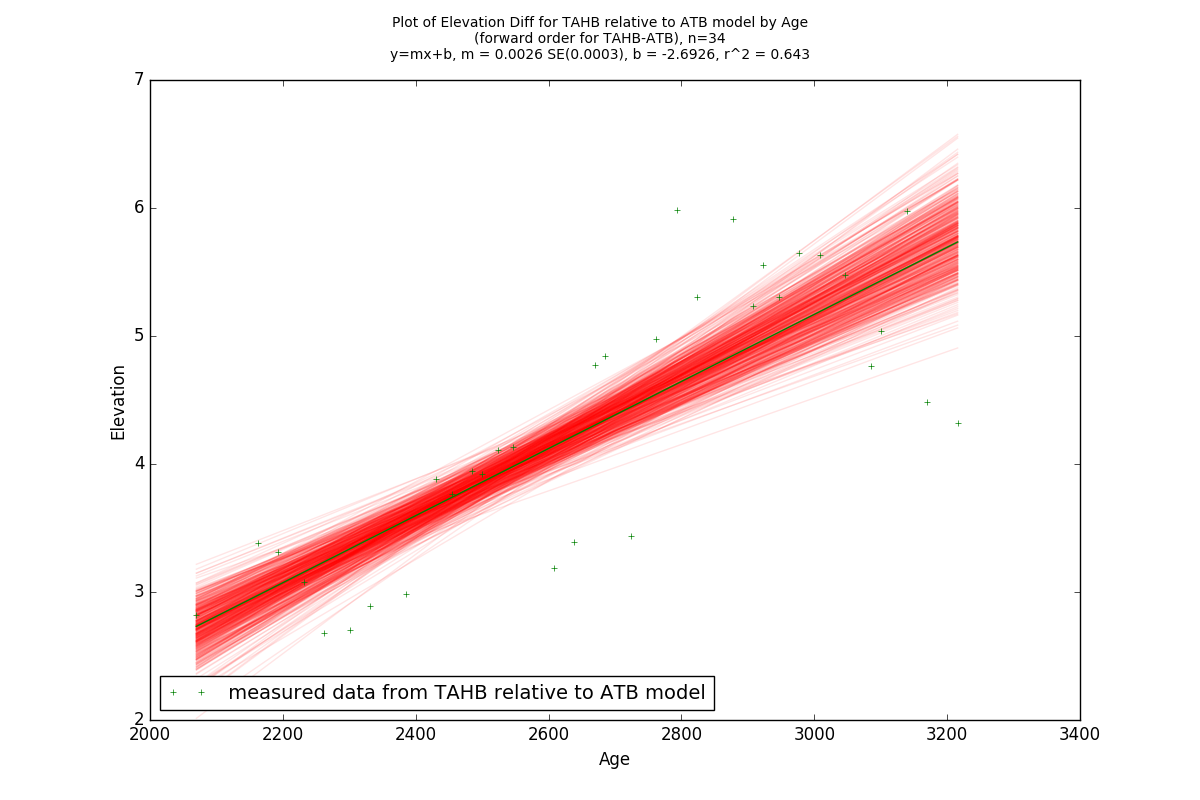 Plot of Elevation Diff for TAHB relative to ATB model by Age
(forward order for TAHB-ATB), n=34
y=mx+b, m = 0.0026 SE(0.0003), b = -2.6926, r^2 = 0.643
7
6
5
4
3
2
Elevation
measured data from TAHB relative to ATB model
2000 2200 2400 2600 2800 3000 3200 3400
Age